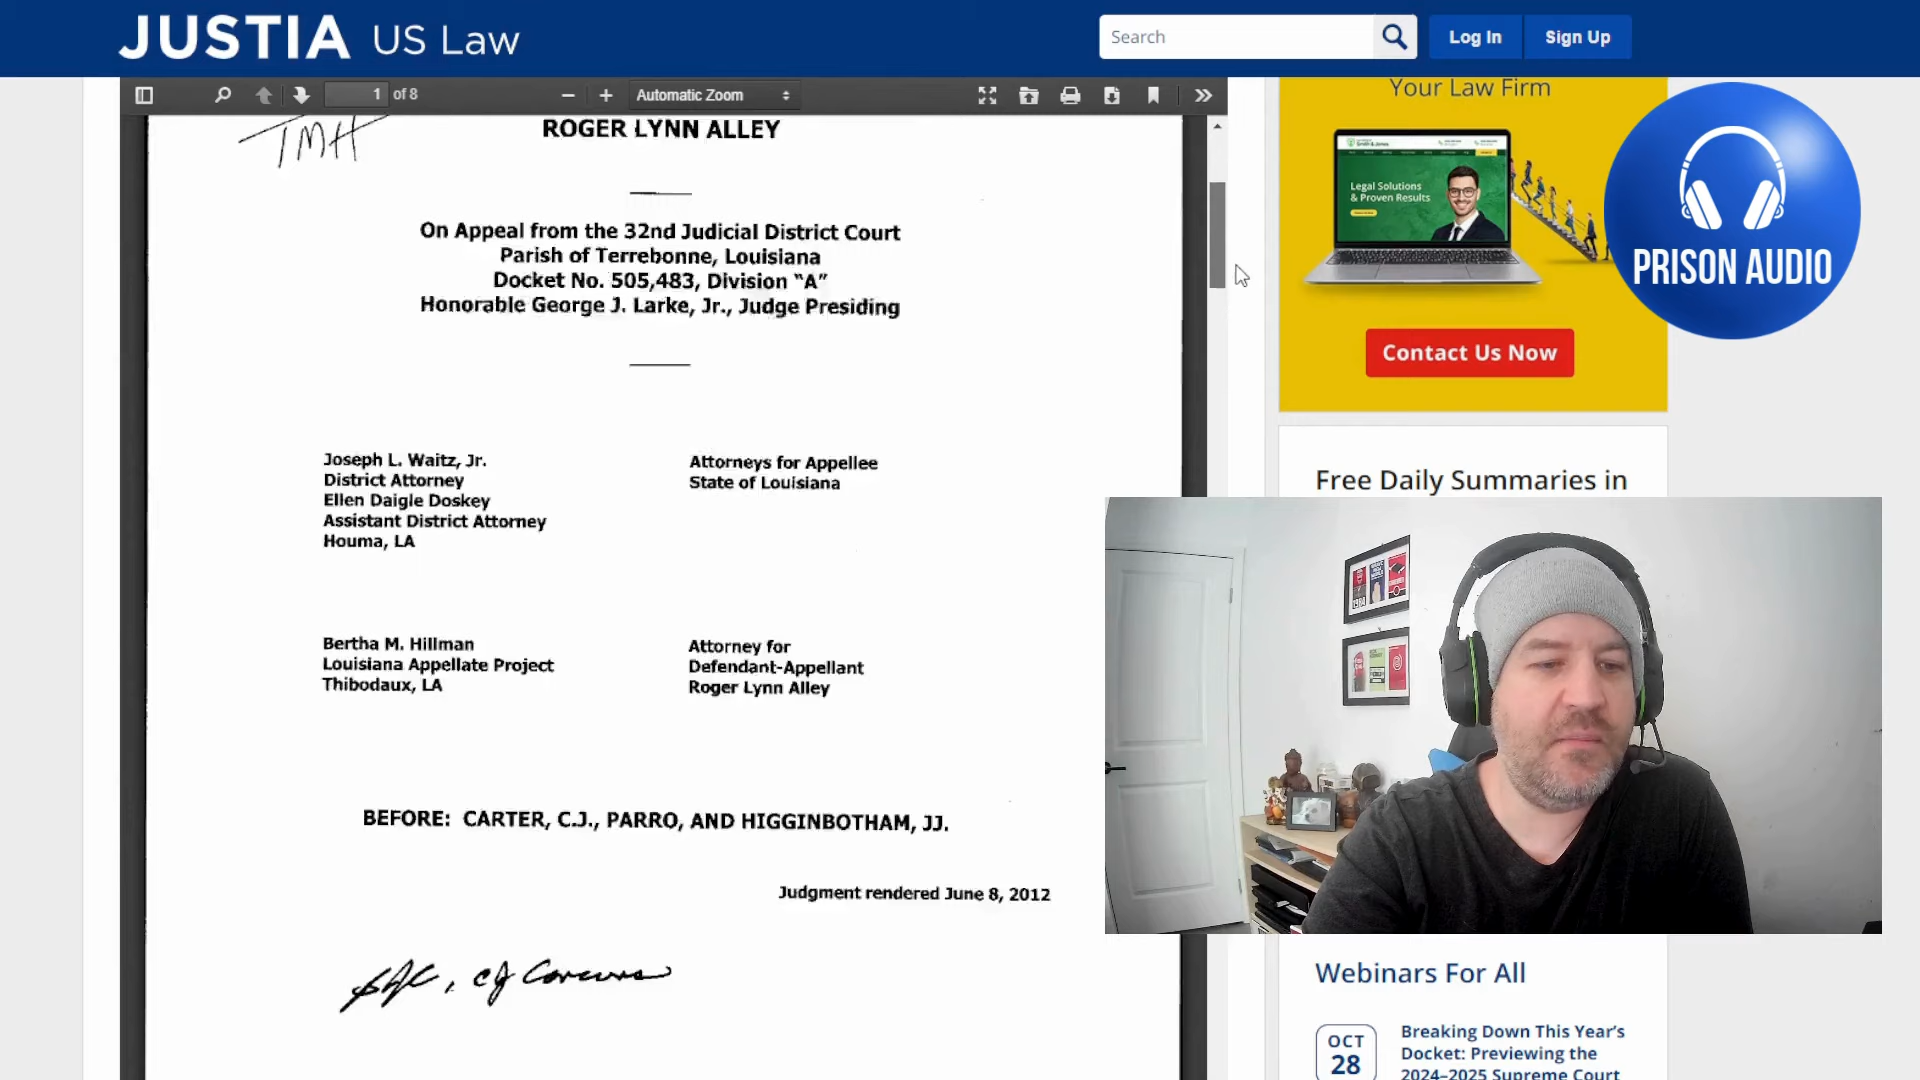 JUSTIA US Law
Search
Log In
Sign Up
1 of 8
Automatic Zoom
TMH
ROGER LYNN ALLEY
On Appeal from the 32nd Judicial District Court
Parish of Terrebonne, Louisiana
Docket No. 505,483, Division “A”
Honorable George J. Larke, Jr., Judge Presiding
Joseph L. Waitz, Jr.
District Attorney
Ellen Daigle Doskey
Assistant District Attorney
Houma, LA
Attorneys for Appellee
State of Louisiana
Bertha M. Hillman
Louisiana Appellate Project
Thibodaux, LA
Attorney for
Defendant-Appellant
Roger Lynn Alley
BEFORE: CARTER, C.J., PARRO, AND HIGGINBOTHAM, JJ.
Judgment rendered June 8, 2012
Your Law Firm
Legal Solutions
& Proven Results
Contact Us Now
PRISON AUDIO
Free Daily Summaries in
1984
Webinars For All
OCT
28
Breaking Down This Year’s
Docket: Previewing the
2024–2025 Supreme Court